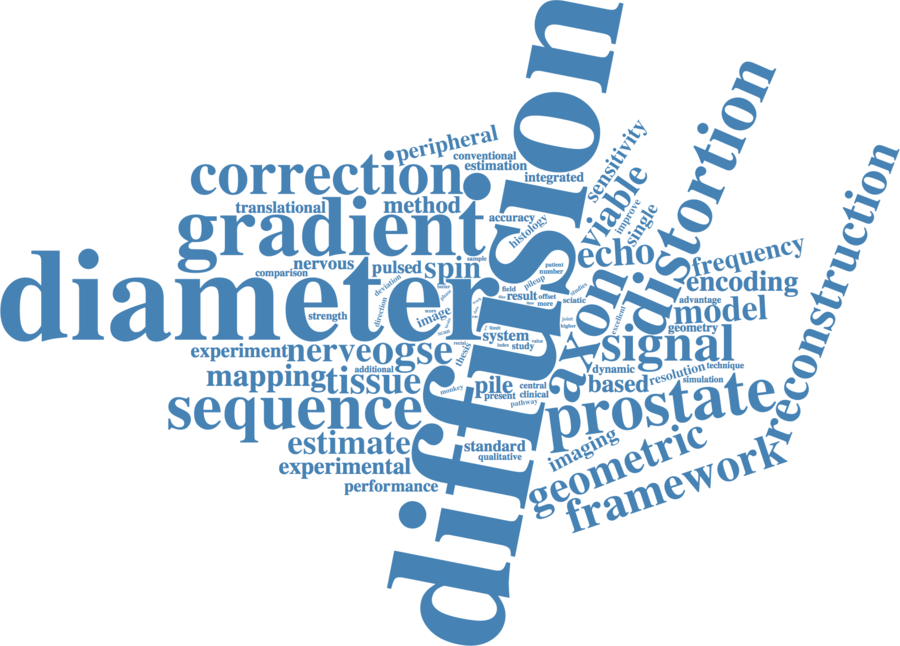 diffusion
peripheral
conventional
estimation
integrated
correction
translational
method
accuracy
histology
sensitivity
viable
improve
single
distortion
gradient
echo
frequency
encoding
reconstruction
nervous
comparison
pulsed
spin
sample
deviation
direction
diameter
strength
image
patient
number
pileup
field
result
offset
more
studies
sciatic
joint
higher
excellent
axon
advantage
model
geometry
signal
experiment
nerve
ogse
thesis
system
limit
index
study
value
additional
mapping
tissue
monkey
pile
present
central
clinical
pathway
dynamic
based
resolution
technique
simulation
sequence
prostate
estimate
experimental
performance
standard
qualitative
imaging
geometric
framework